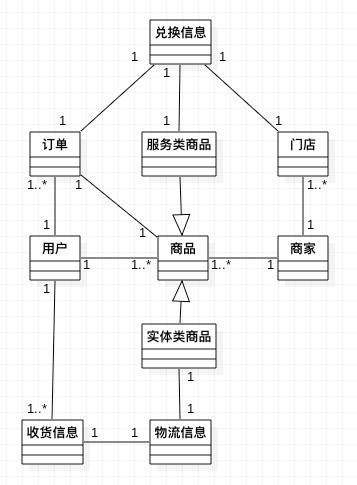 兑换信息
1 1 1
1 1 1
订单 服务类商品 门店
1..* 1 1..*
1 1 1
用户 商品 商家
1 1..* 1..* 1
1
实体类商品
1
1..* 1
收货信息 1 1 物流信息